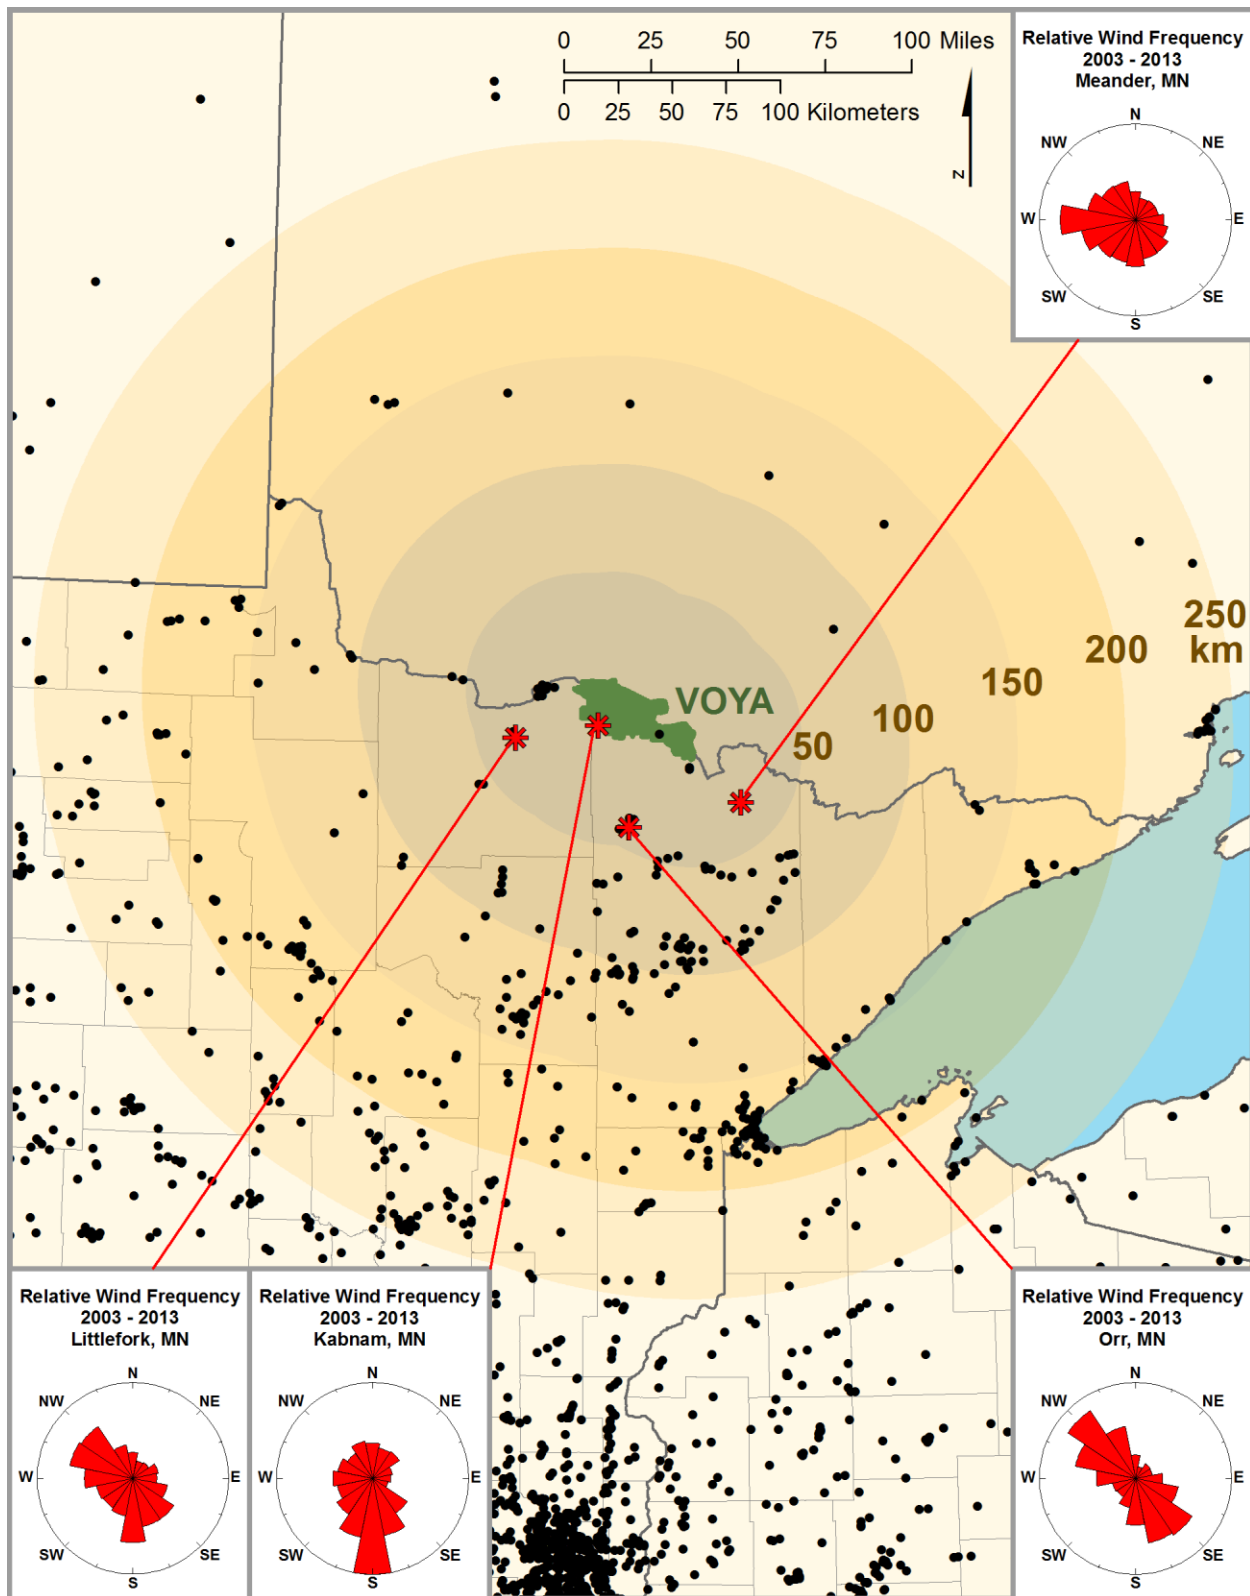 0 25 50 75 100 Miles
0 25 50 75 100 Kilometers
N
Relative Wind Frequency
2003 - 2013
Meander, MN
N
NW NE
W E
SW SE
S
VOYA
50
100
150
200
250
km
Relative Wind Frequency
2003 - 2013
Littlefork, MN
N
NW NE
W E
SW SE
S
Relative Wind Frequency
2003 - 2013
Kabnam, MN
N
NW NE
W E
SW SE
S
Relative Wind Frequency
2003 - 2013
Orr, MN
N
NW NE
W E
SW SE
S